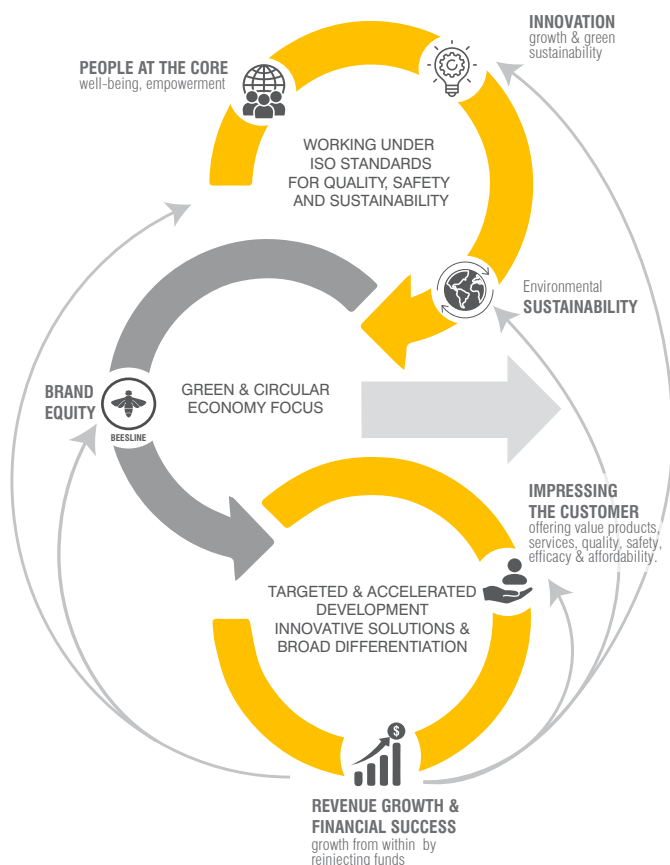 INNOVATION
growth & green
sustainability
PEOPLE AT THE CORE
well-being, empowerment
WORKING UNDER
ISO STANDARDS
FOR QUALITY, SAFETY
AND SUSTAINABILITY
Environmental
SUSTAINABILITY
BRAND
EQUITY
BEESLINE
GREEN & CIRCULAR
ECONOMY FOCUS
IMPRESSING
THE CUSTOMER
offering value products,
services, quality, safety,
efficacy & affordability.
TARGETED & ACCELERATED
DEVELOPMENT
INNOVATIVE SOLUTIONS &
BROAD DIFFERENTIATION
$
REVENUE GROWTH &
FINANCIAL SUCCESS
growth from within by
reinjecting funds